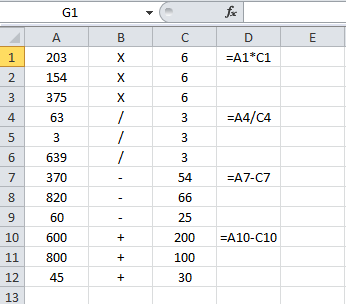 G1 fx
A B C D E
1 203 X 6 =A1*C1
2 154 X 6
3 375 X 6
4 63 / 3 =A4/C4
5 3 / 3
6 639 / 3
7 370 - 54 =A7-C7
8 820 - 66
9 60 - 25
10 600 + 200 =A10-C10
11 800 + 100
12 45 + 30
13